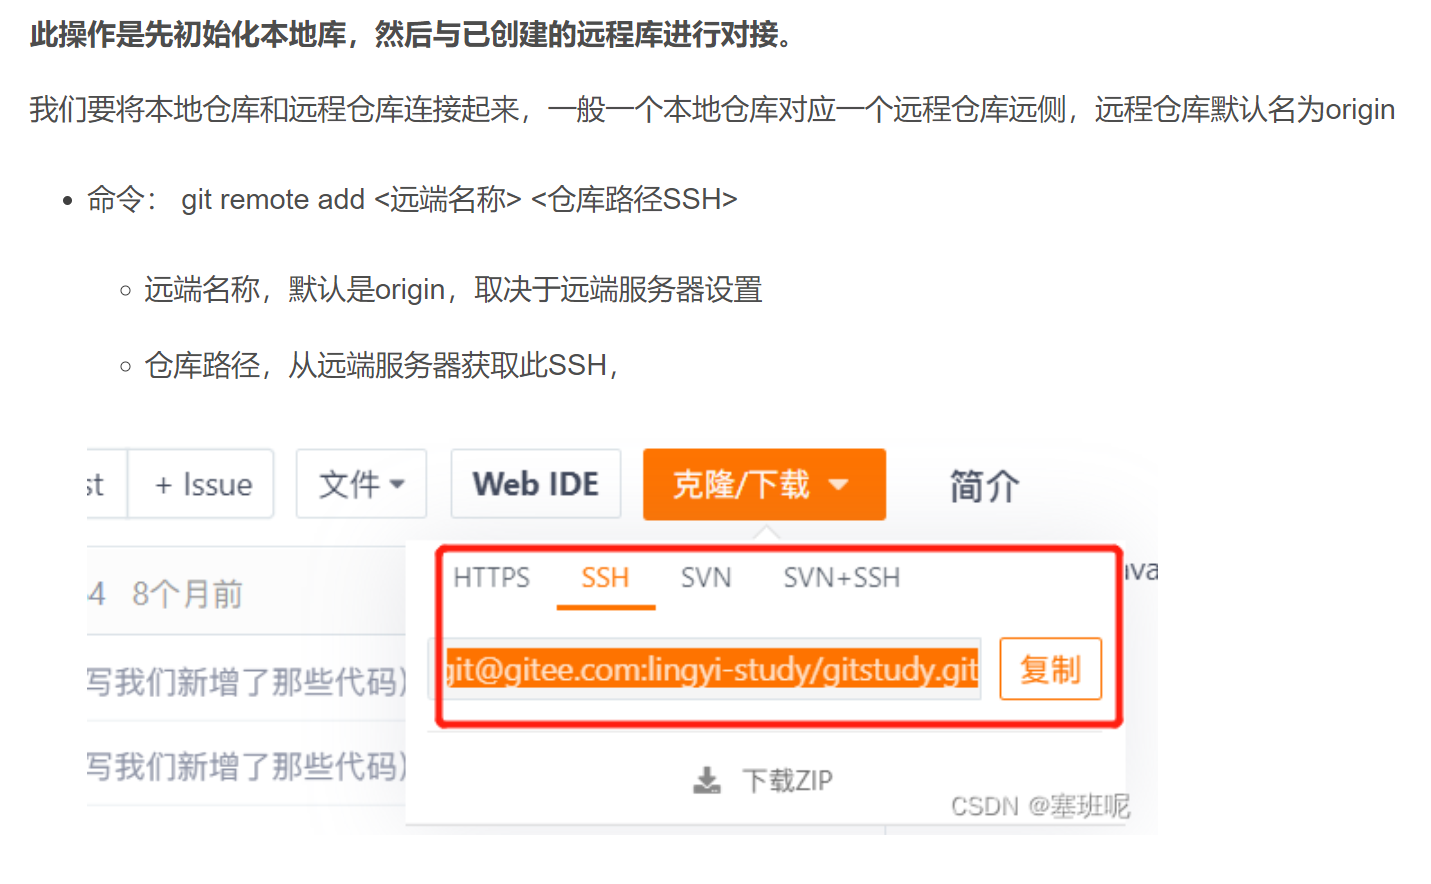 此操作是先初始化本地库，然后与已创建的远程库进行对接。
我们要将本地仓库和远程仓库连接起来，一般一个本地仓库对应一个远程仓库远侧，远程仓库默认名为origin
命令： git remote add <远端名称> <仓库路径SSH>
远端名称，默认是origin，取决于远端服务器设置
仓库路径，从远端服务器获取此SSH，
st + Issue 文件 Web IDE 克隆/下载 简介
HTTPS SSH SVN SVN+SSH
4 8个月前
git@gitee.com:lingyi-study/gitstudy.git 复制
写我们新增了那些代码）
写我们新增了那些代码）
下载ZIP
CSDN @塞班呢